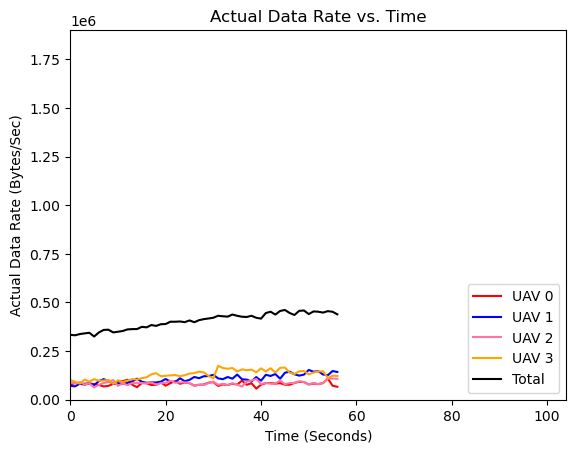 Actual Data Rate vs. Time
1e6
1.75
1.50
1.25
1.00
0.75
0.50
0.25
0.00
Actual Data Rate (Bytes/Sec)
0 20 40 60 80 100
Time (Seconds)
UAV 0
UAV 1
UAV 2
UAV 3
Total